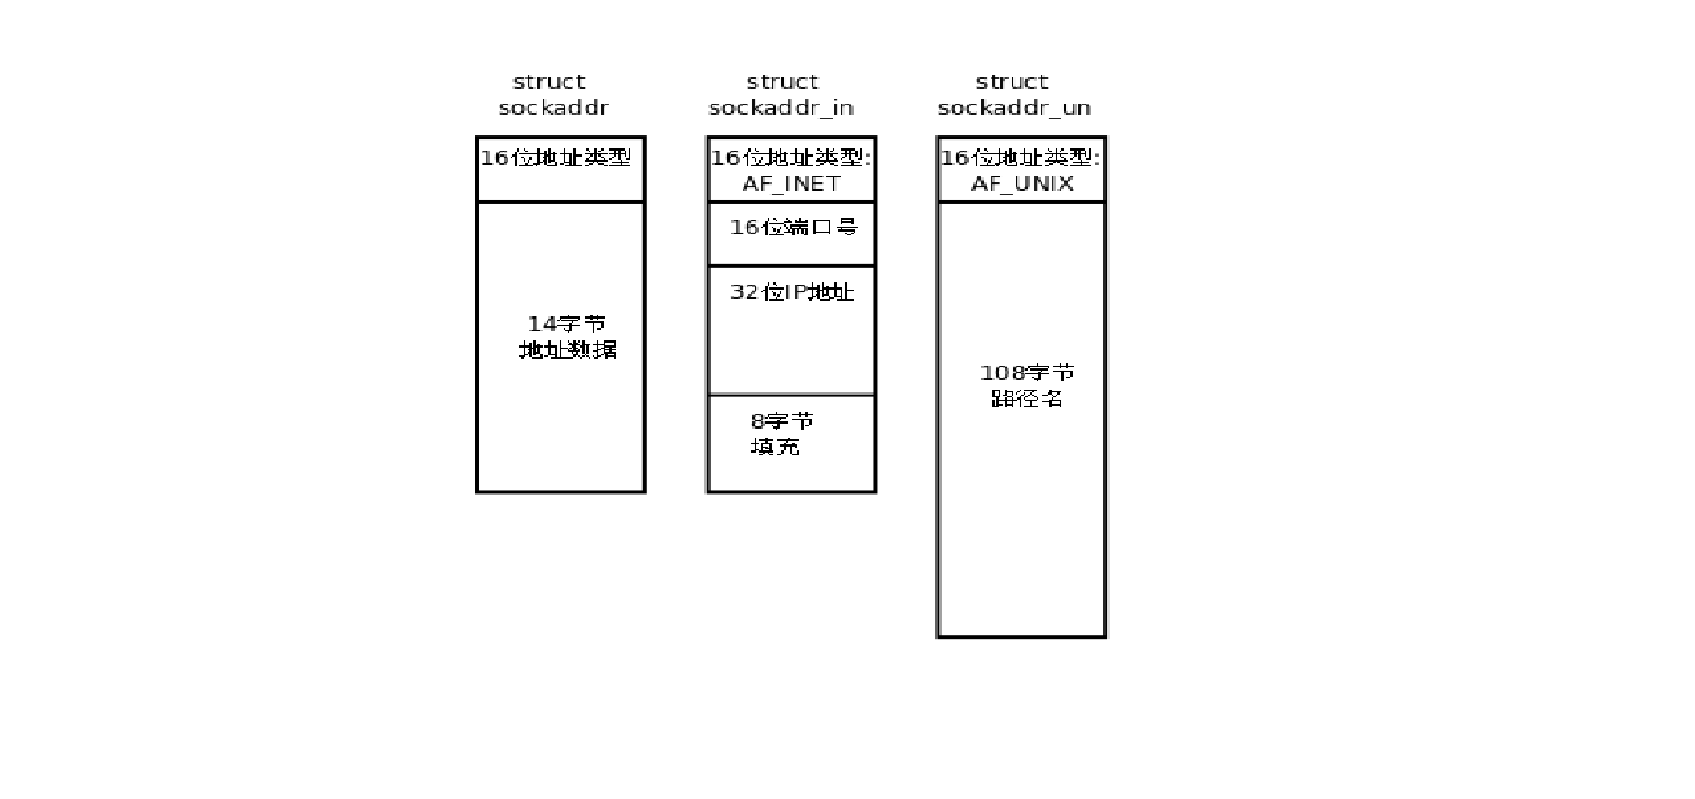 struct
sockaddr
16位地址类型
14字节
地址数据
struct
sockaddr_in
16位地址类型:
AF_INET
16位端口号
32位IP地址
8字节
填充
struct
sockaddr_un
16位地址类型:
AF_UNIX
108字节
路径名